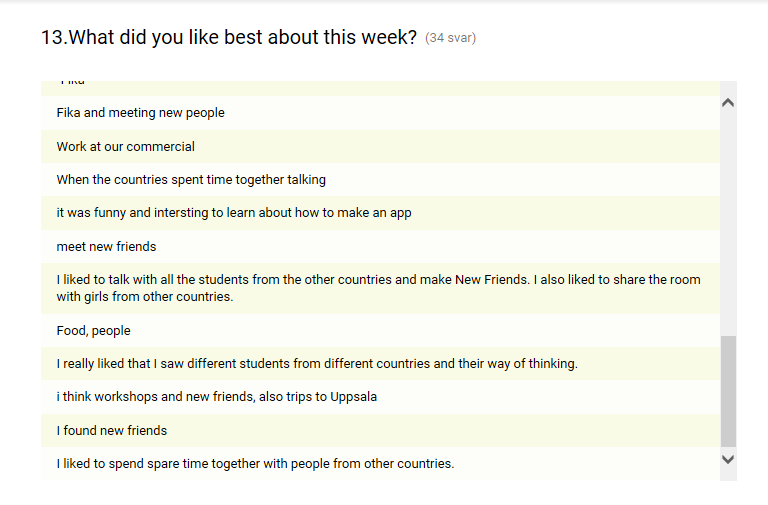 13.What did you like best about this week? (34 svar)
Fika and meeting new people
Work at our commercial
When the countries spent time together talking
it was funny and intersting to learn about how to make an app
meet new friends
I liked to talk with all the students from the other countries and make New Friends. I also liked to share the room
with girls from other countries.
Food, people
I really liked that I saw different students from different countries and their way of thinking.
i think workshops and new friends, also trips to Uppsala
I found new friends
I liked to spend spare time together with people from other countries.